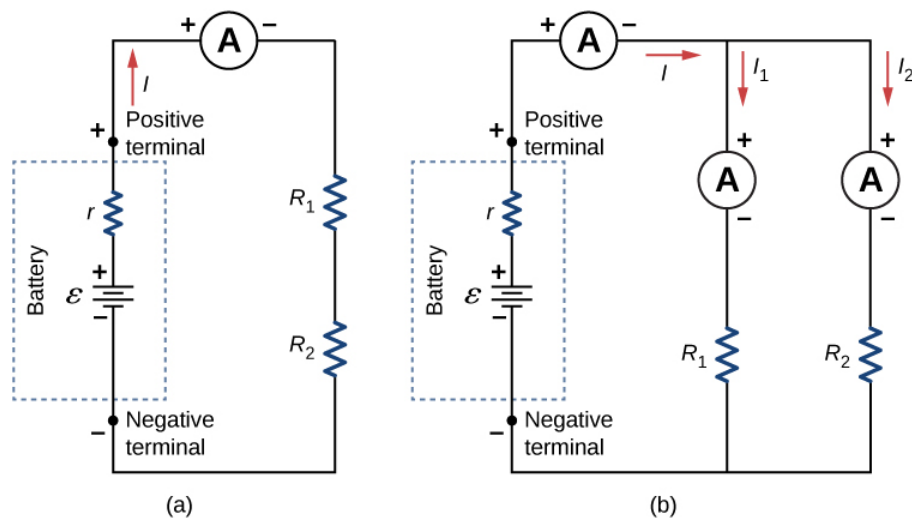 + A −
I
+ Positive
terminal
r
Battery
+
ε
−
R1
R2
− Negative
terminal
(a)
+ A −
I
I1
I2
+ Positive
terminal
r
Battery
+
ε
−
+
A
−
+
A
−
R1
R2
− Negative
terminal
(b)